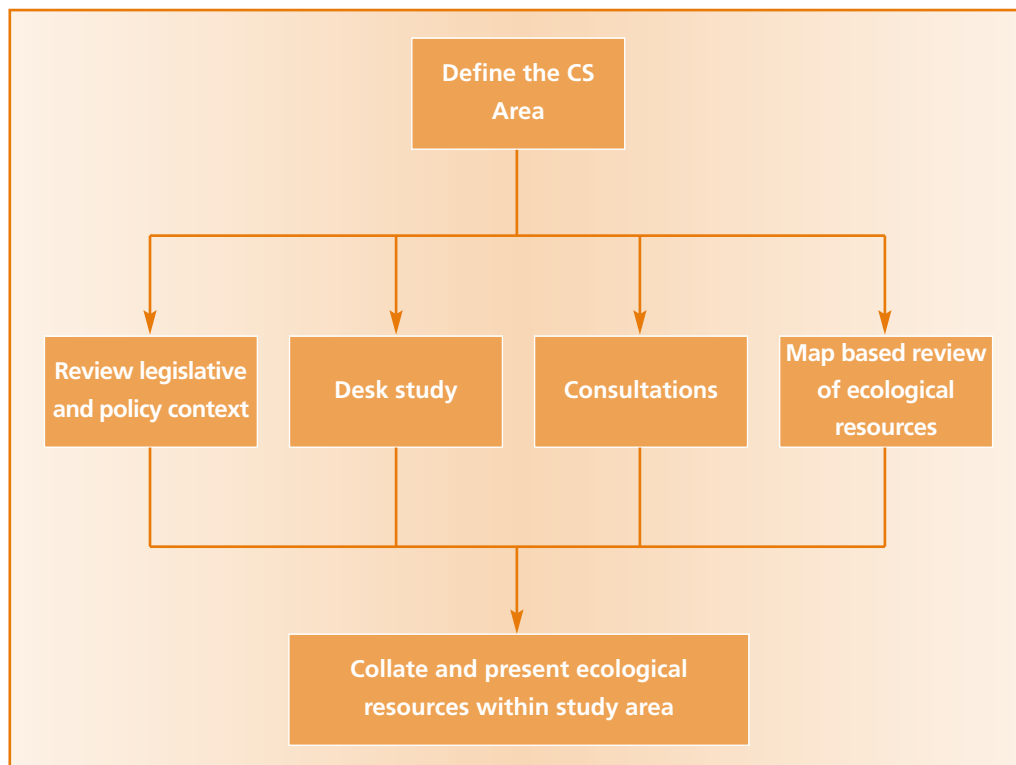 Define the CS
Area
Review legislative
and policy context
Desk study
Consultations
Map based review
of ecological
resources
Collate and present ecological
resources within study area